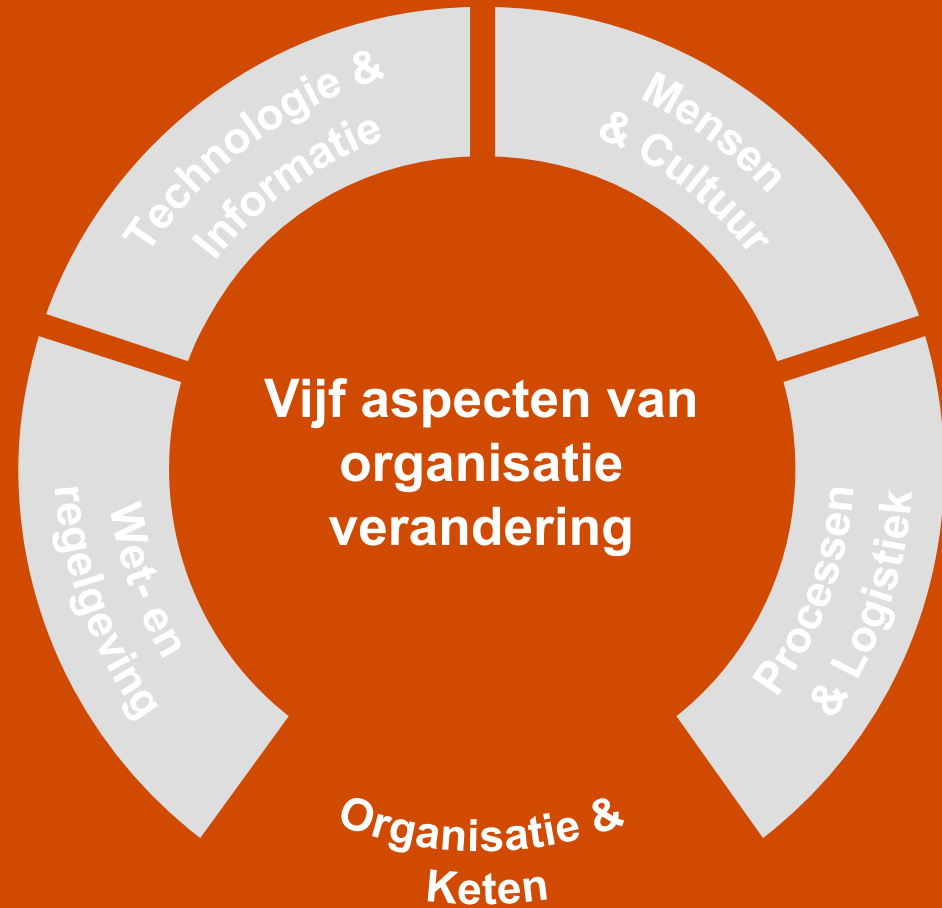 Technologie &
Informatie
Mensen
& Cultuur
Vijf aspecten van
organisatie
verandering
Wet- en
regelgeving
Processen
& Logistiek
Organisatie &
Keten